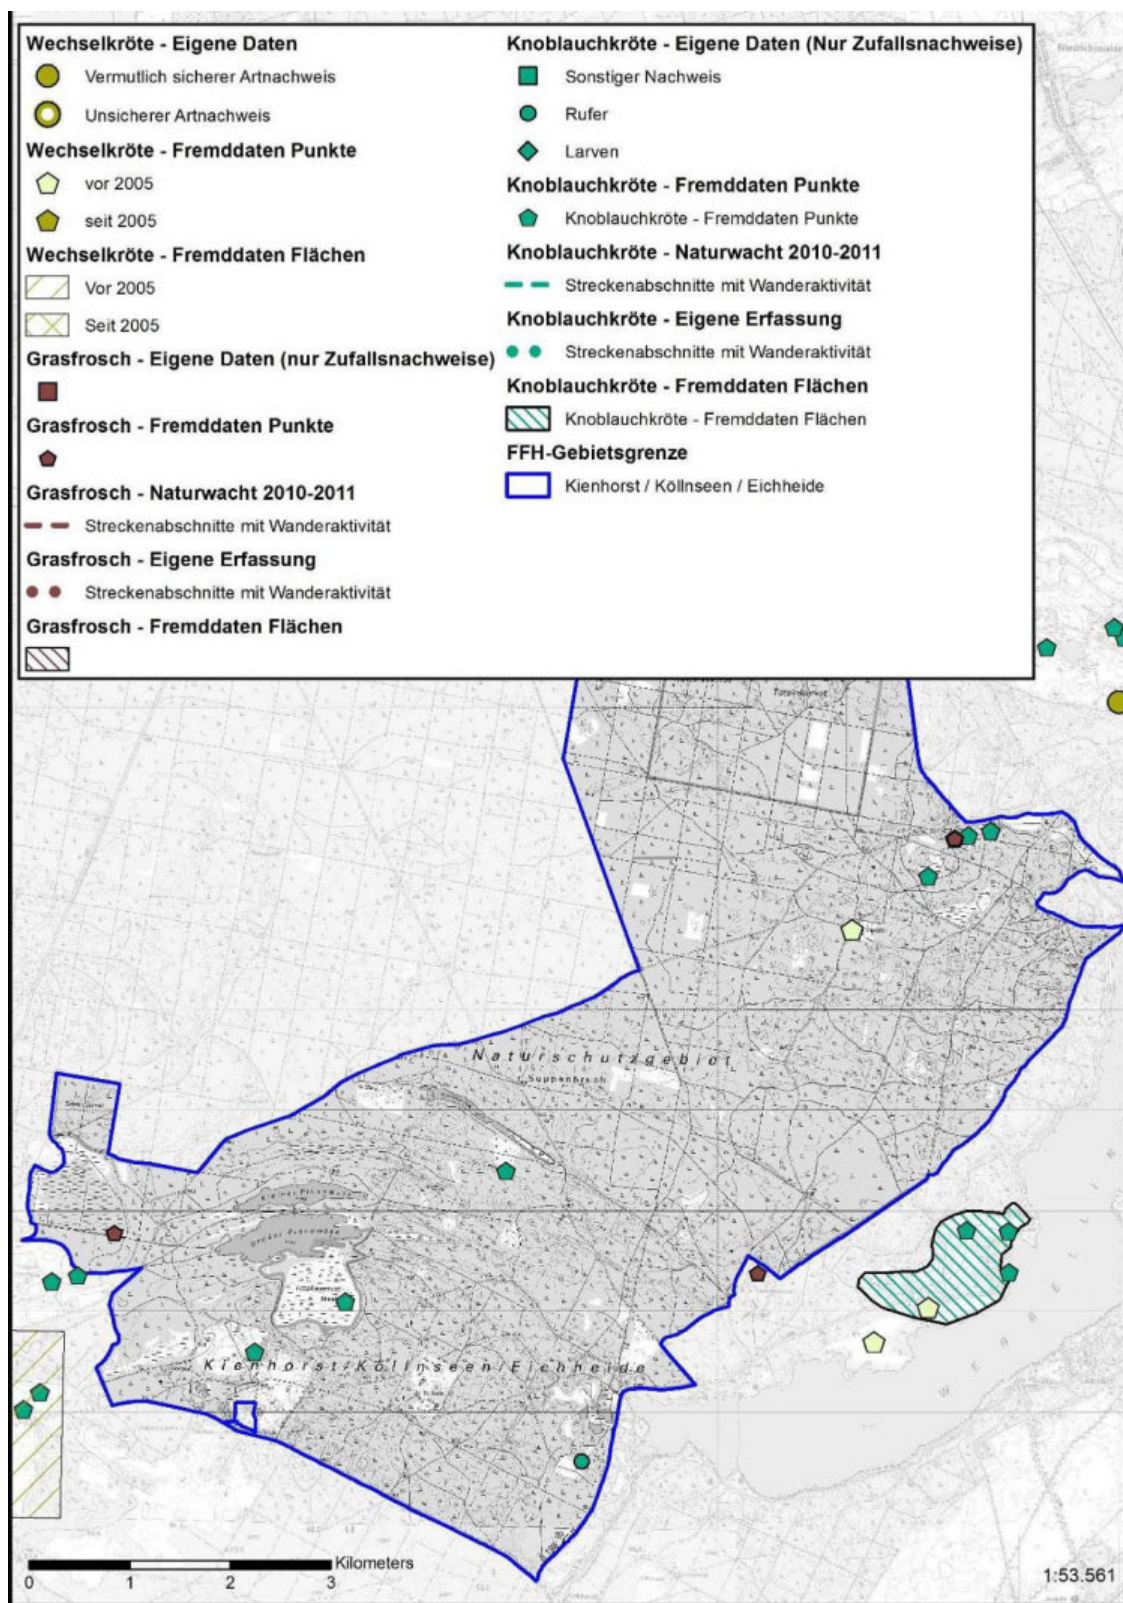 Wechselkröte - Eigene Daten
Vermutlich sicherer Artnachweis
Unsicherer Artnachweis
Wechselkröte - Fremddaten Punkte
vor 2005
seit 2005
Wechselkröte - Fremddaten Flächen
Vor 2005
Seit 2005
Grasfrosch - Eigene Daten (nur Zufallsnachweise)
Grasfrosch - Fremddaten Punkte
Grasfrosch - Naturwacht 2010-2011
Streckenabschnitte mit Wanderaktivität
Grasfrosch - Eigene Erfassung
Streckenabschnitte mit Wanderaktivität
Grasfrosch - Fremddaten Flächen
Knoblauchkröte - Eigene Daten (Nur Zufallsnachweise)
Sonstiger Nachweis
Rufer
Larven
Knoblauchkröte - Fremddaten Punkte
Knoblauchkröte - Fremddaten Punkte
Knoblauchkröte - Naturwacht 2010-2011
Streckenabschnitte mit Wanderaktivität
Knoblauchkröte - Eigene Erfassung
Streckenabschnitte mit Wanderaktivität
Knoblauchkröte - Fremddaten Flächen
Knoblauchkröte - Fremddaten Flächen
FFH-Gebietsgrenze
Kienhorst / Köllnseen / Eichheide
Naturschutzgebiet
Kienhorst/Köllnseen/Eichheide
Kilometers
0 1 2 3
1:53.561